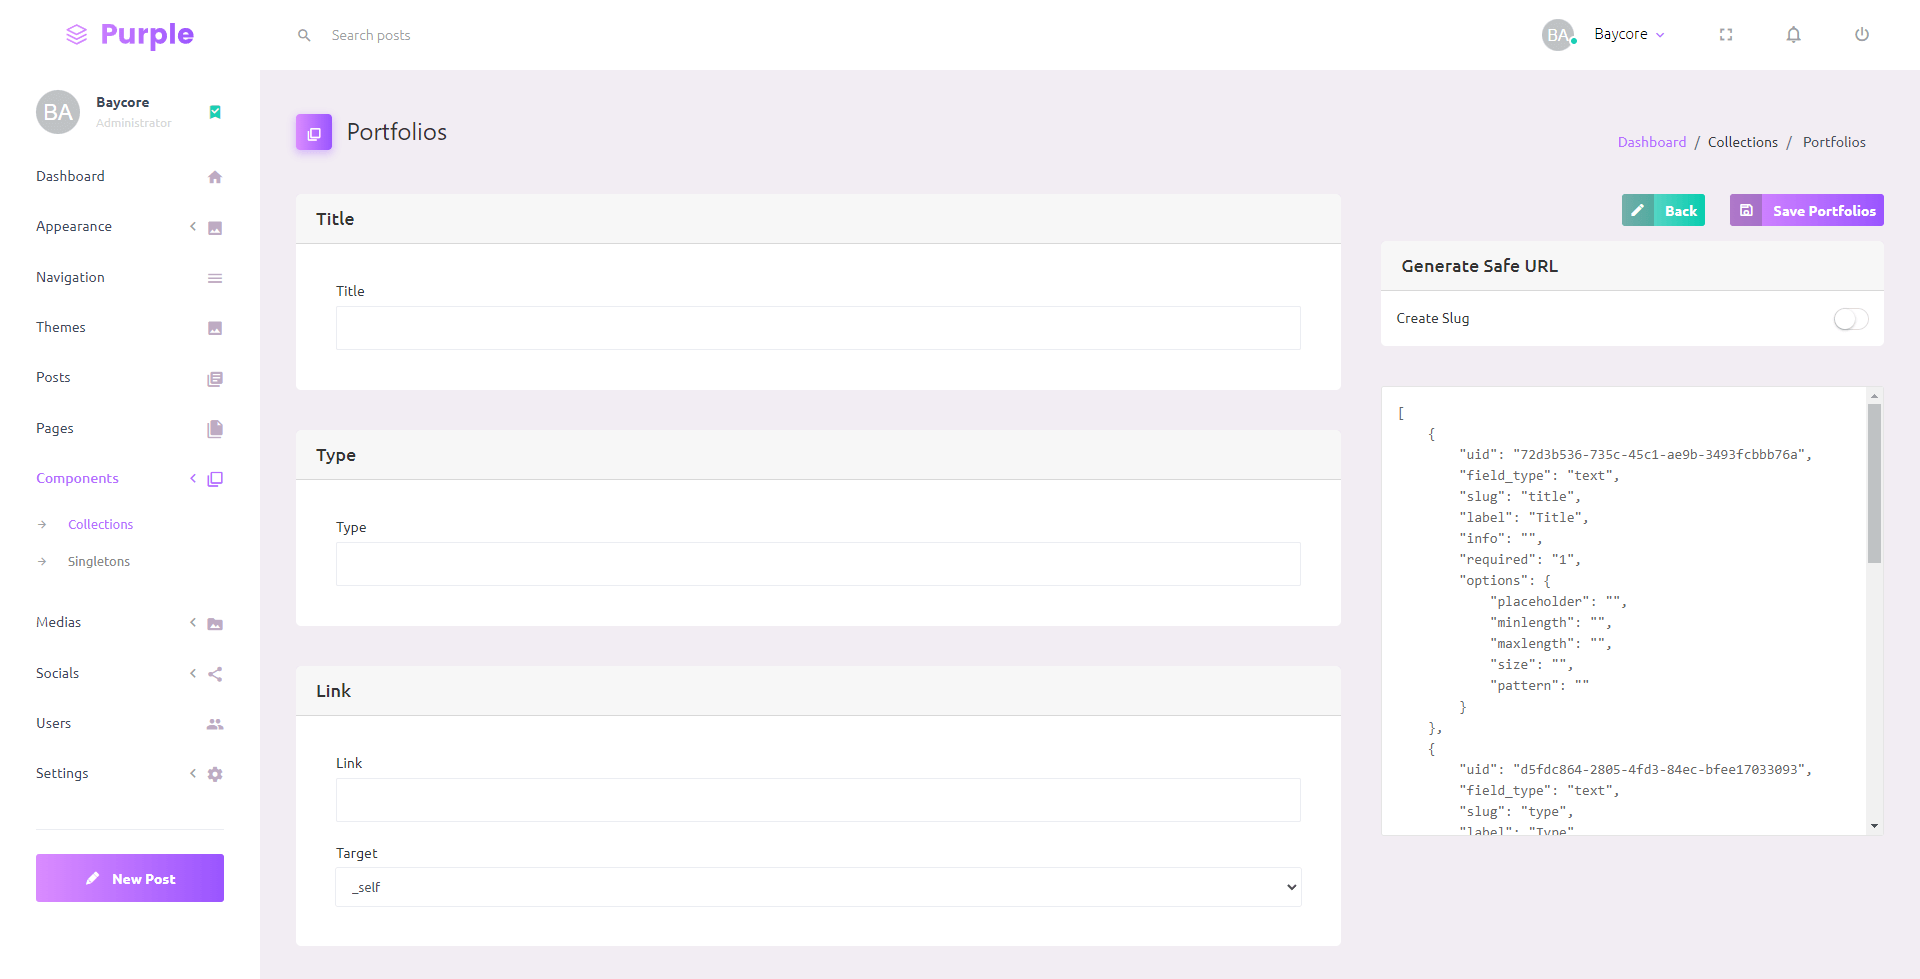 Purple
Search posts
BA
Baycore
BA
Baycore
Administrator
Dashboard
Appearance
Navigation
Themes
Posts
Pages
Components
Collections
Singletons
Medias
Socials
Users
Settings
New Post
Portfolios
Dashboard / Collections / Portfolios
Title
Title
Type
Type
Link
Link
Target
_self
Back
Save Portfolios
Generate Safe URL
Create Slug
[
{
"uid": "72d3b536-735c-45c1-ae9b-3493fcbbb76a",
"field_type": "text",
"slug": "title",
"label": "Title",
"info": "",
"required": "1",
"options": {
"placeholder": "",
"minlength": "",
"maxlength": "",
"size": "",
"pattern": ""
}
},
{
"uid": "d5fdc864-2805-4fd3-84ec-bfee17033093",
"field_type": "text",
"slug": "type",
"label": "Type"